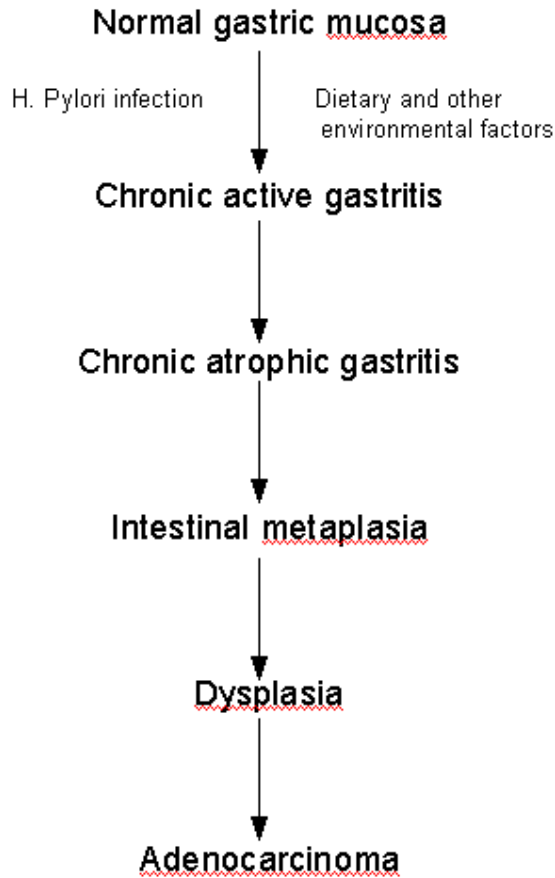 Normal gastric mucosa
H. Pylori infection
Dietary and other
environmental factors
Chronic active gastritis
Chronic atrophic gastritis
Intestinal metaplasia
Dysplasia
Adenocarcinoma